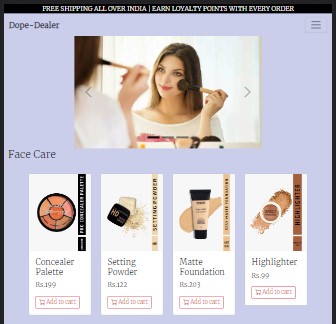 FREE SHIPPING ALL OVER INDIA | EARN LOYALTY POINTS WITH EVERY ORDER
Dope-Dealer
Face Care
PRO CONCEALER PALETTE
SETTING POWDER
MATTE FOUNDATION
HIGHLIGHTER
HD
Concealer Palette
Setting Powder
Matte Foundation
Highlighter
Rs.199
Rs.122
Rs.203
Rs.99
Add to cart
Add to cart
Add to cart
Add to cart